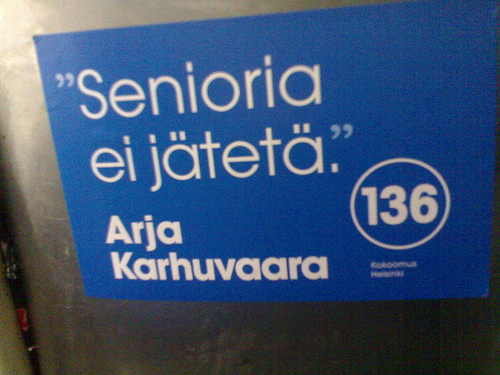 ”Senioria
ei jätetä.”
136
Arja
Karhuvaara
Kokoomus
Helsinki